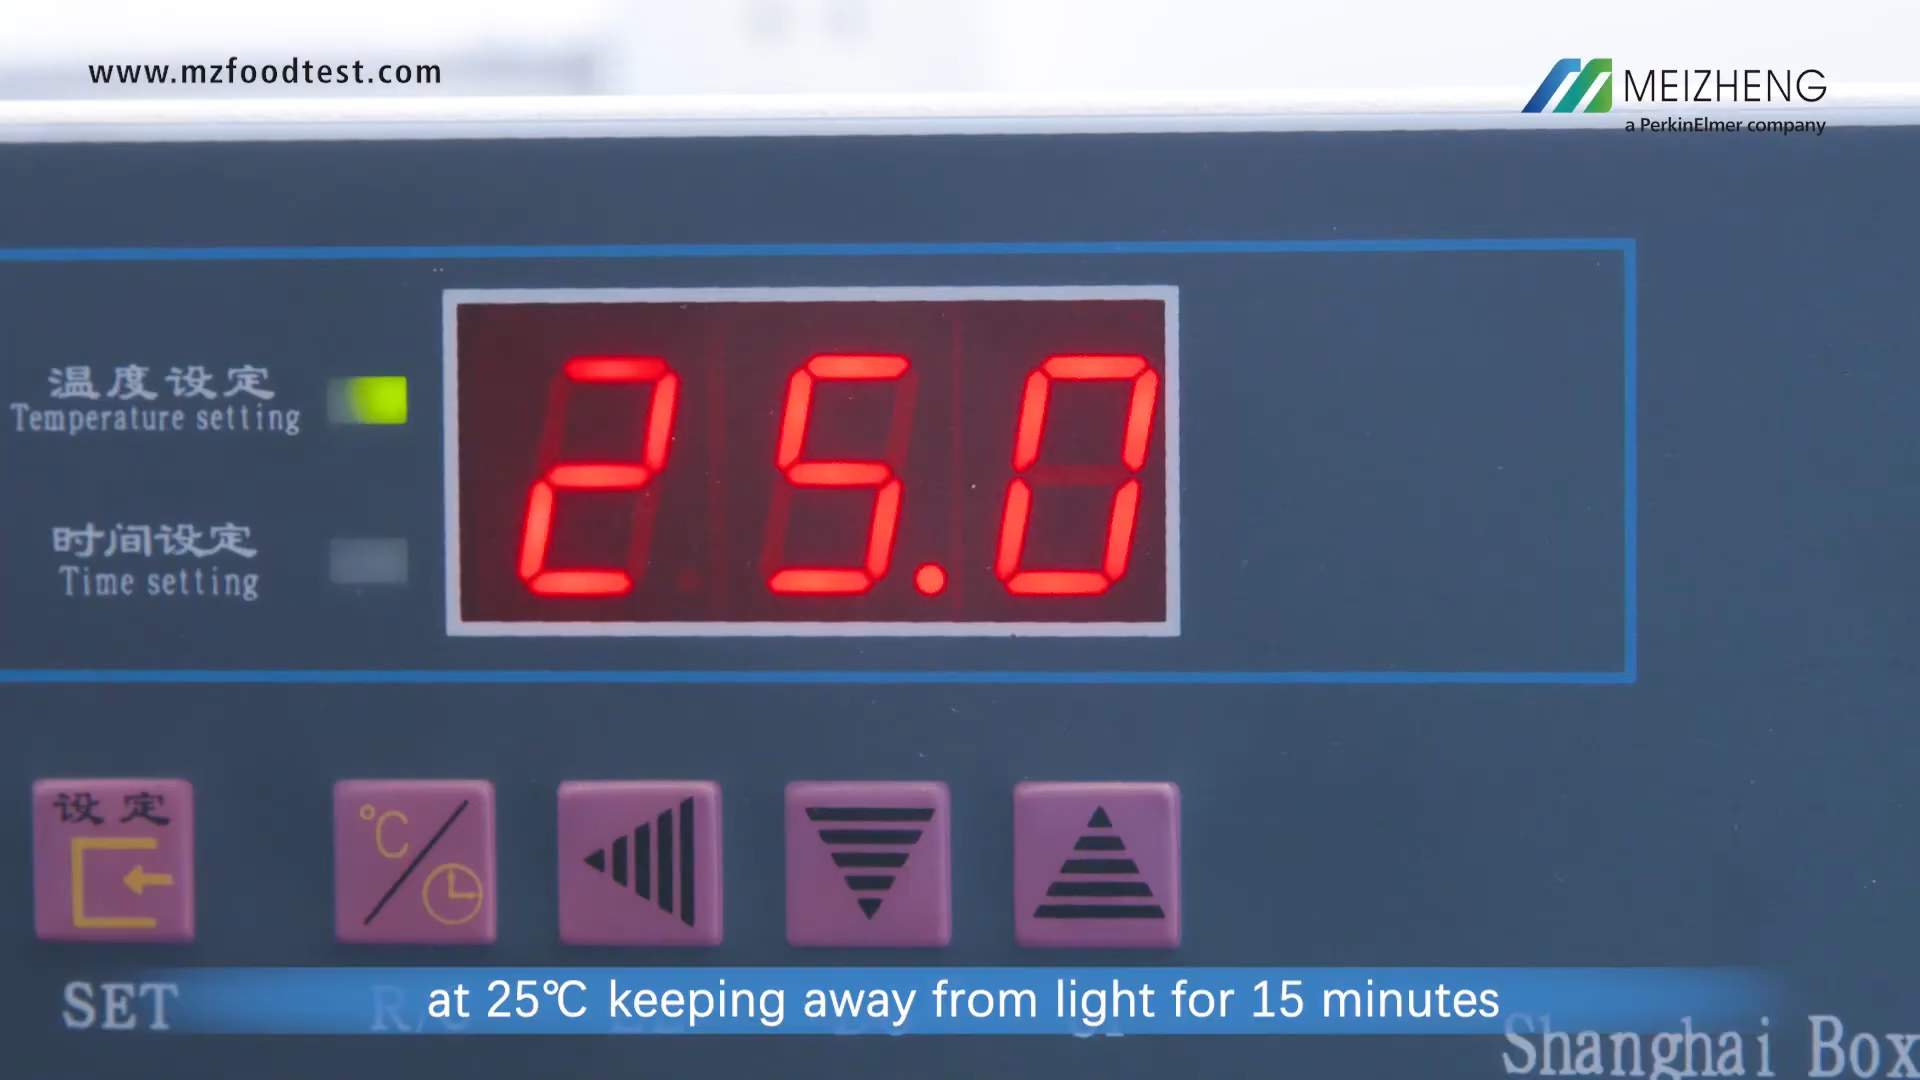 www.mzfoodtest.com
MEIZHENG
a PerkinElmer company
温度设定
Temperature setting
25.0
时间设定
Time setting
设定
℃
SET
at 25℃ keeping away from light for 15 minutes
Shanghai Box